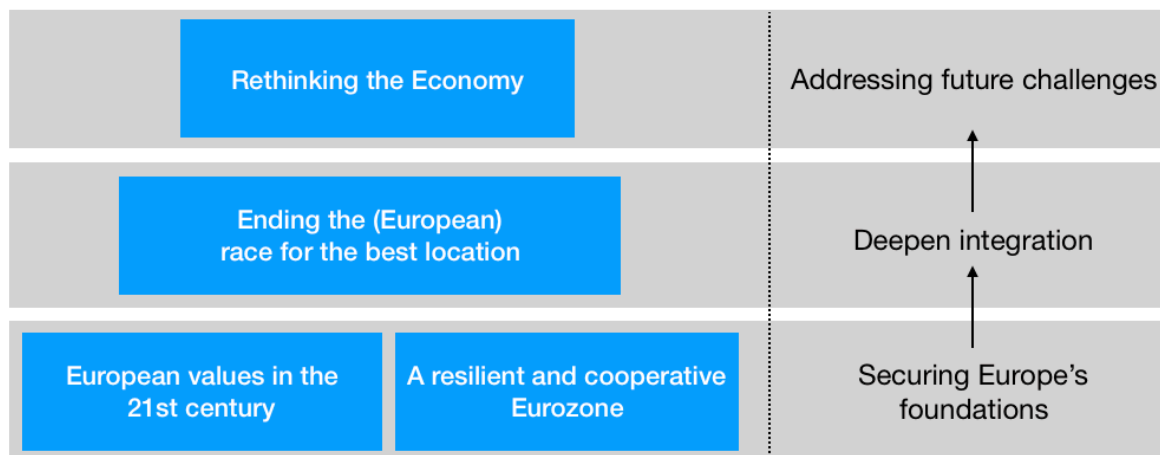 Rethinking the Economy
Addressing future challenges
Ending the (European)
race for the best location
Deepen integration
European values in the
21st century
A resilient and cooperative
Eurozone
Securing Europe's
foundations